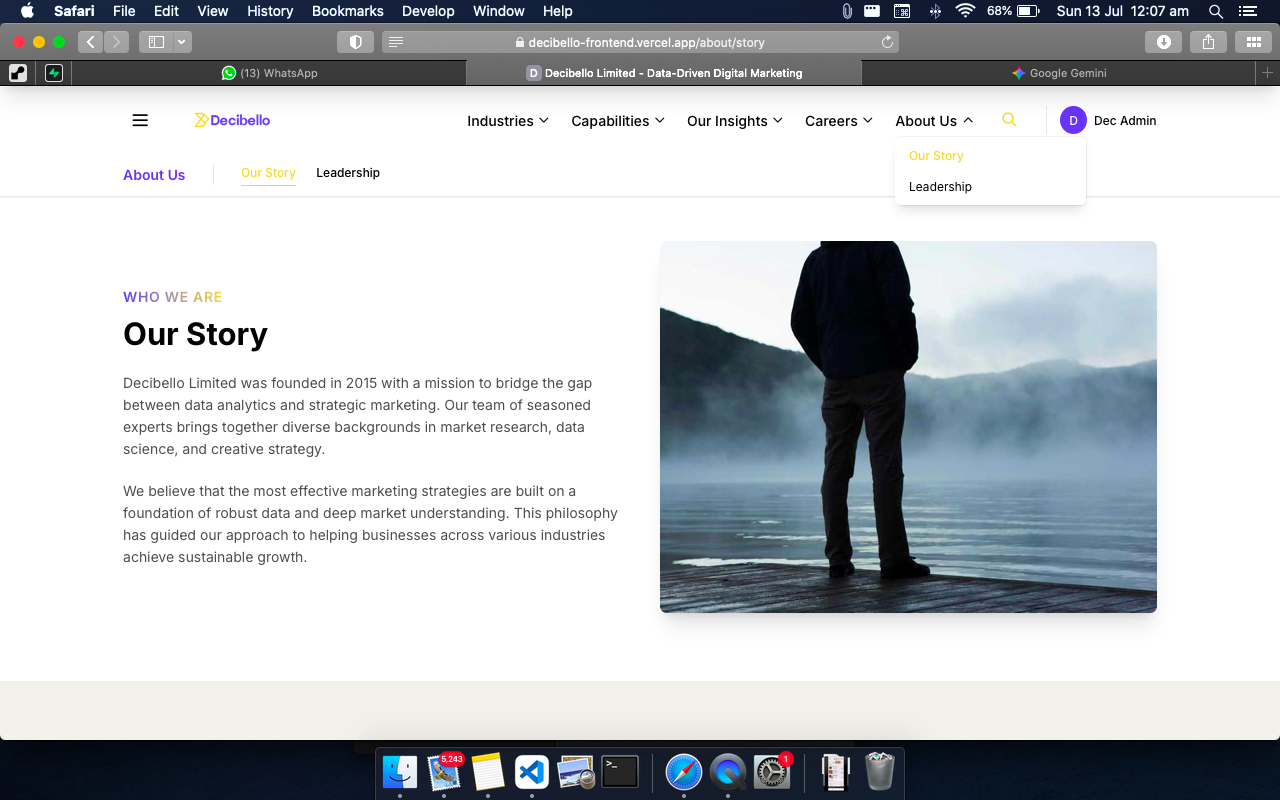 Safari File Edit View History Bookmarks Develop Window Help 68% Sun 13 Jul 12:07 am
decibello-frontend.vercel.app/about/story
(13) WhatsApp
D Decibello Limited - Data-Driven Digital Marketing
Google Gemini
Decibello
Industries Capabilities Our Insights Careers About Us
D Dec Admin
Our Story
Leadership
About Us Our Story Leadership
WHO WE ARE
Our Story
Decibello Limited was founded in 2015 with a mission to bridge the gap
between data analytics and strategic marketing. Our team of seasoned
experts brings together diverse backgrounds in market research, data
science, and creative strategy.
We believe that the most effective marketing strategies are built on a
foundation of robust data and deep market understanding. This philosophy
has guided our approach to helping businesses across various industries
achieve sustainable growth.
5,243
1